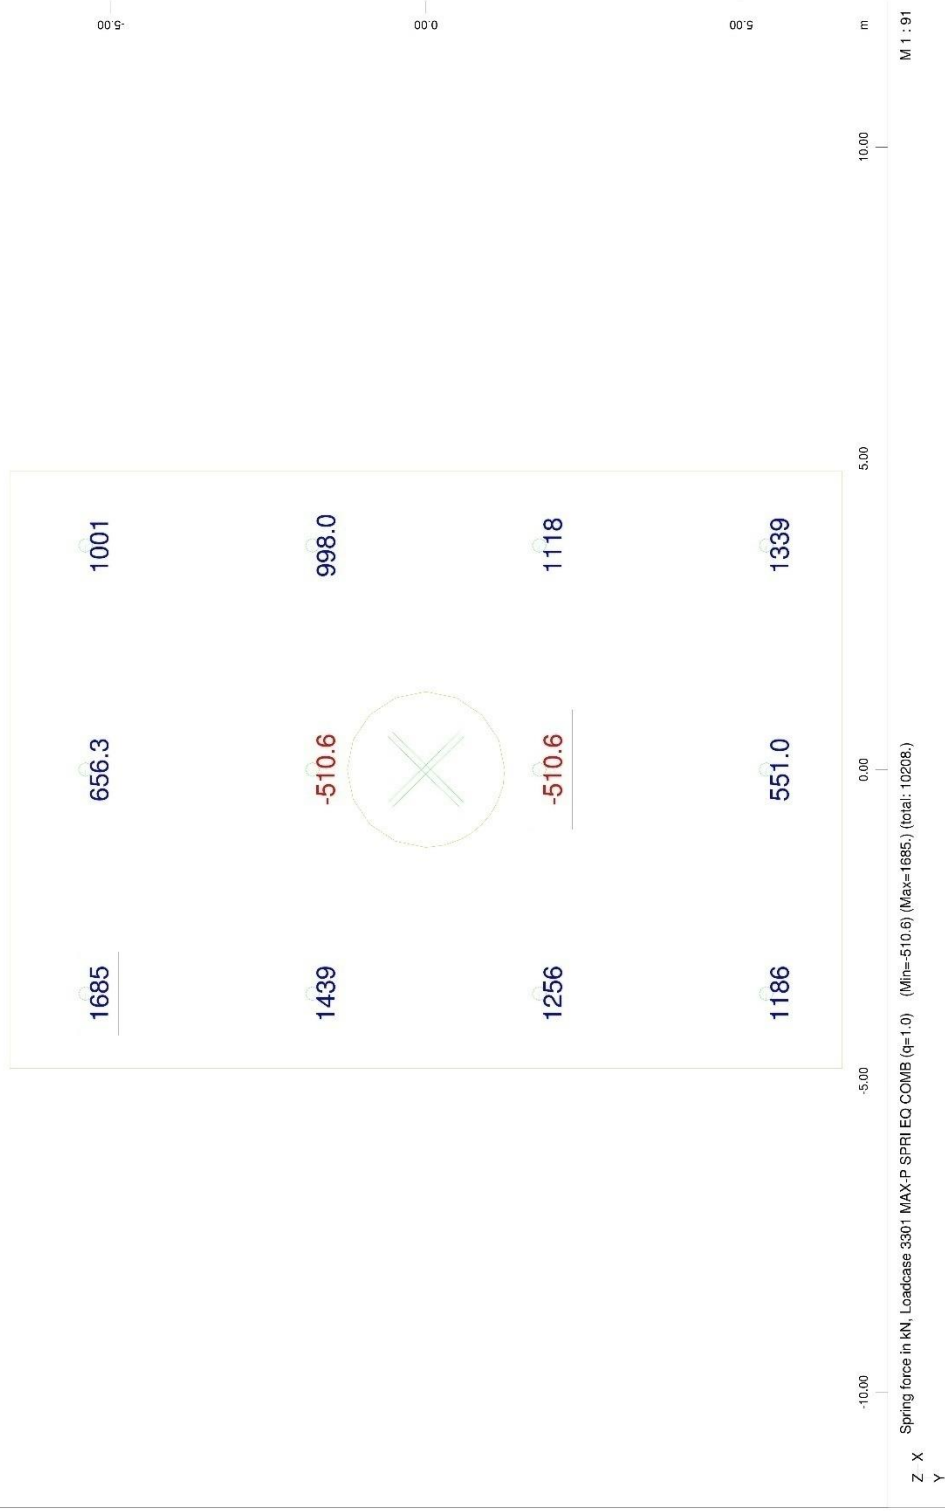 -5.00
1685 656.3 1001
1439 -510.6 998.0
0.00
1256 -510.6 1118
5.00
1186 551.0 1339
-10.00 -5.00 0.00 5.00 10.00 m
Spring force in kN, Loadcase 3301 MAX-P SPRI EQ COMB (q=1.0) (Min=-510.6) (Max=1685.) (total: 10208.) M 1 : 91
Z X
Y